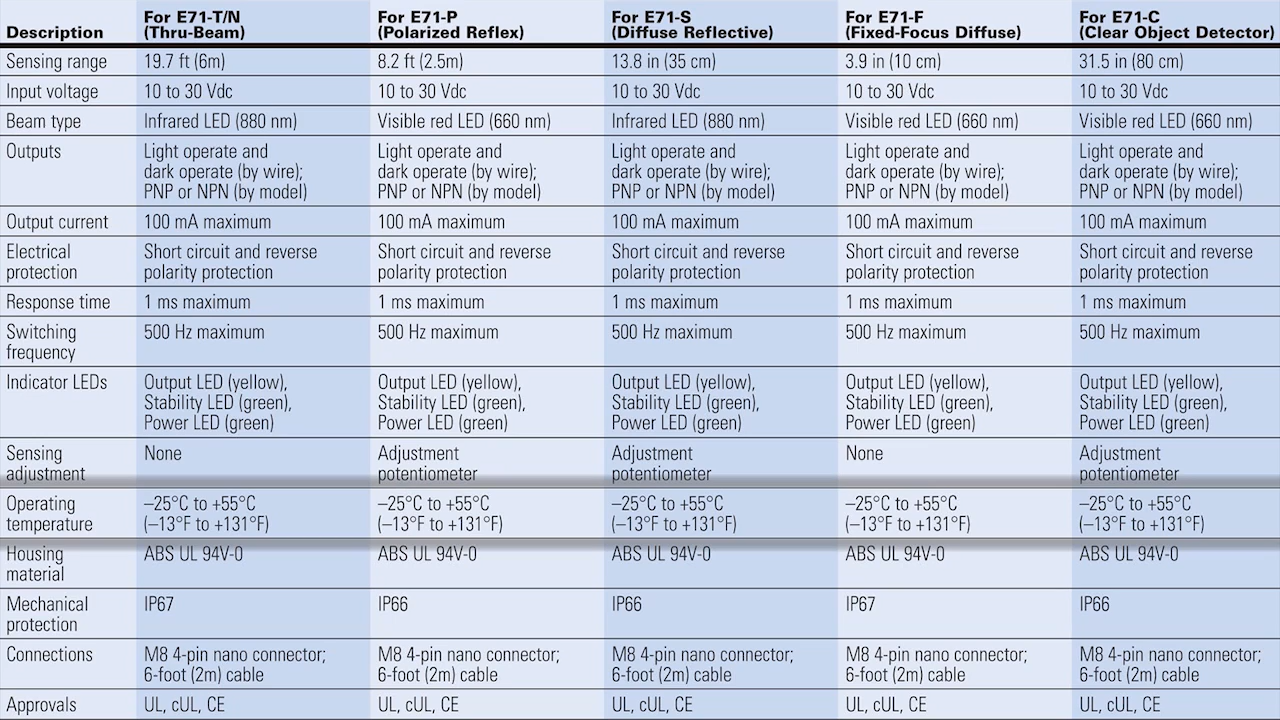 Description
For E71-T/N
(Thru-Beam)
For E71-P
(Polarized Reflex)
For E71-S
(Diffuse Reflective)
For E71-F
(Fixed-Focus Diffuse)
For E71-C
(Clear Object Detector)
Sensing range
19.7 ft (6m)
8.2 ft (2.5m)
13.8 in (35 cm)
3.9 in (10 cm)
31.5 in (80 cm)
Input voltage
10 to 30 Vdc
10 to 30 Vdc
10 to 30 Vdc
10 to 30 Vdc
10 to 30 Vdc
Beam type
Infrared LED (880 nm)
Visible red LED (660 nm)
Infrared LED (880 nm)
Visible red LED (660 nm)
Visible red LED (660 nm)
Outputs
Light operate and
dark operate (by wire);
PNP or NPN (by model)
Light operate and
dark operate (by wire);
PNP or NPN (by model)
Light operate and
dark operate (by wire);
PNP or NPN (by model)
Light operate and
dark operate (by wire);
PNP or NPN (by model)
Light operate and
dark operate (by wire);
PNP or NPN (by model)
Output current
100 mA maximum
100 mA maximum
100 mA maximum
100 mA maximum
100 mA maximum
Electrical
protection
Short circuit and reverse
polarity protection
Short circuit and reverse
polarity protection
Short circuit and reverse
polarity protection
Short circuit and reverse
polarity protection
Short circuit and reverse
polarity protection
Response time
1 ms maximum
1 ms maximum
1 ms maximum
1 ms maximum
1 ms maximum
Switching
frequency
500 Hz maximum
500 Hz maximum
500 Hz maximum
500 Hz maximum
500 Hz maximum
Indicator LEDs
Output LED (yellow),
Stability LED (green),
Power LED (green)
Output LED (yellow),
Stability LED (green),
Power LED (green)
Output LED (yellow),
Stability LED (green),
Power LED (green)
Output LED (yellow),
Stability LED (green),
Power LED (green)
Output LED (yellow),
Stability LED (green),
Power LED (green)
Sensing
adjustment
None
Adjustment
potentiometer
Adjustment
potentiometer
None
Adjustment
potentiometer
Operating
temperature
–25°C to +55°C
(–13°F to +131°F)
–25°C to +55°C
(–13°F to +131°F)
–25°C to +55°C
(–13°F to +131°F)
–25°C to +55°C
(–13°F to +131°F)
–25°C to +55°C
(–13°F to +131°F)
Housing
material
ABS UL 94V-0
ABS UL 94V-0
ABS UL 94V-0
ABS UL 94V-0
ABS UL 94V-0
Mechanical
protection
IP67
IP66
IP66
IP67
IP66
Connections
M8 4-pin nano connector;
6-foot (2m) cable
M8 4-pin nano connector;
6-foot (2m) cable
M8 4-pin nano connector;
6-foot (2m) cable
M8 4-pin nano connector;
6-foot (2m) cable
M8 4-pin nano connector;
6-foot (2m) cable
Approvals
UL, cUL, CE
UL, cUL, CE
UL, cUL, CE
UL, cUL, CE
UL, cUL, CE